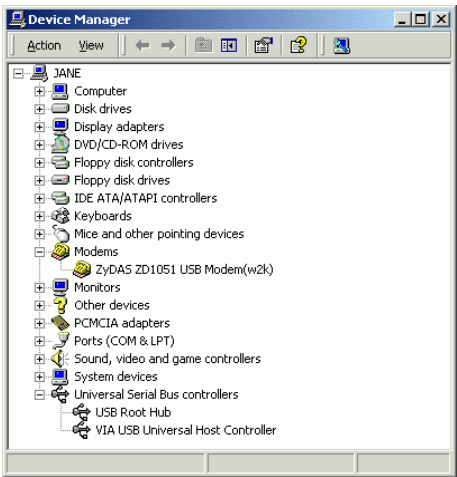 Device Manager
Action View
JANE
Computer
Disk drives
Display adapters
DVD/CD-ROM drives
Floppy disk controllers
Floppy disk drives
IDE ATA/ATAPI controllers
Keyboards
Mice and other pointing devices
Modems
ZyDAS ZD1051 USB Modem(w2k)
Monitors
Other devices
PCMCIA adapters
Ports (COM & LPT)
Sound, video and game controllers
System devices
Universal Serial Bus controllers
USB Root Hub
VIA USB Universal Host Controller